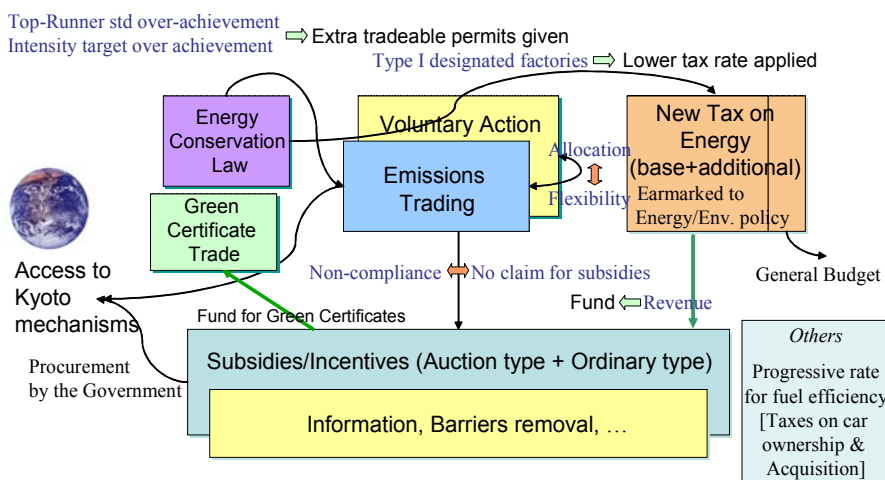 Top-Runner std over-achievement
Intensity target over achievement
Extra tradeable permits given
Type I designated factories
Lower tax rate applied
Energy
Conservation
Law
Voluntary Action
Allocation
Flexibility
Emissions
Trading
New Tax on
Energy
(base+additional)
Earmarked to
Energy/Env. policy
Green
Certificate
Trade
Access to
Kyoto
mechanisms
Non-compliance
No claim for subsidies
General Budget
Fund
Revenue
Fund for Green Certificates
Procurement
by the Government
Subsidies/Incentives (Auction type + Ordinary type)
Information, Barriers removal, …
Others
Progressive rate
for fuel efficiency
[Taxes on car
ownership &
Acquisition]